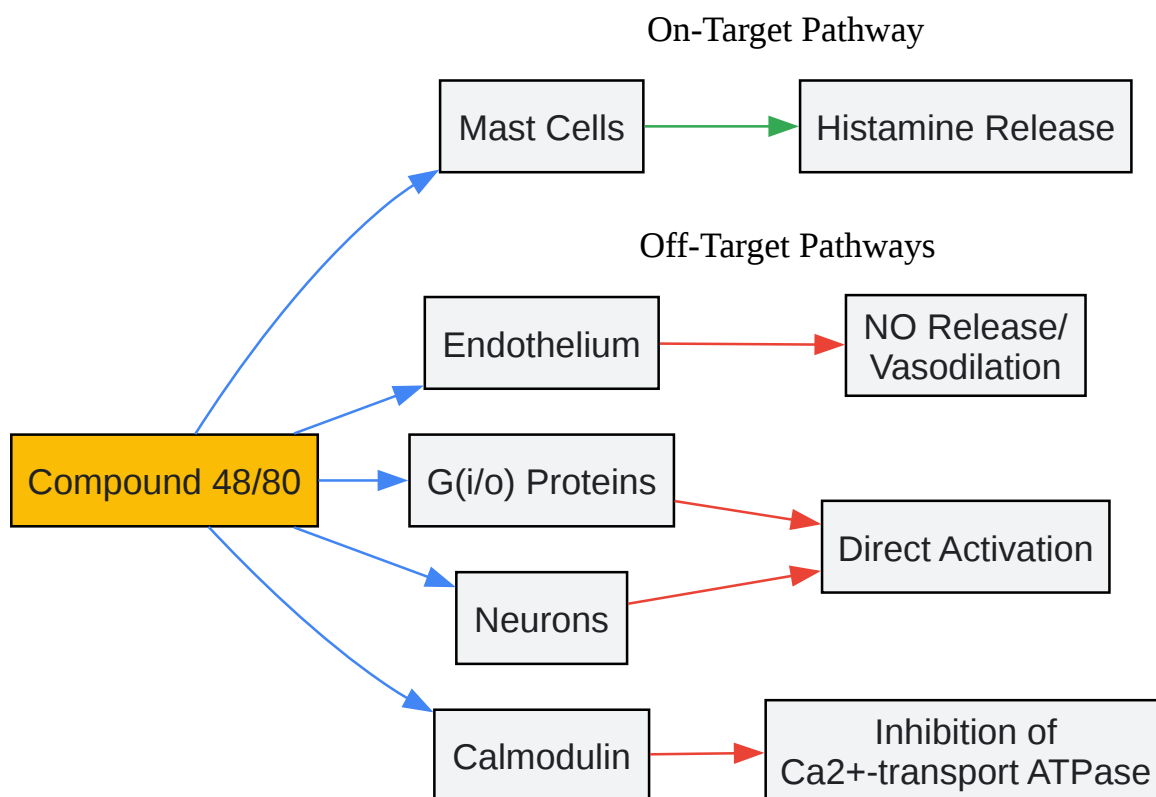 On-Target Pathway
Mast Cells
Histamine Release
Off-Target Pathways
Endothelium
NO Release/
Vasodilation
Compound 48/80
G(i/o) Proteins
Direct Activation
Neurons
Calmodulin
Inhibition of
Ca2+-transport ATPase